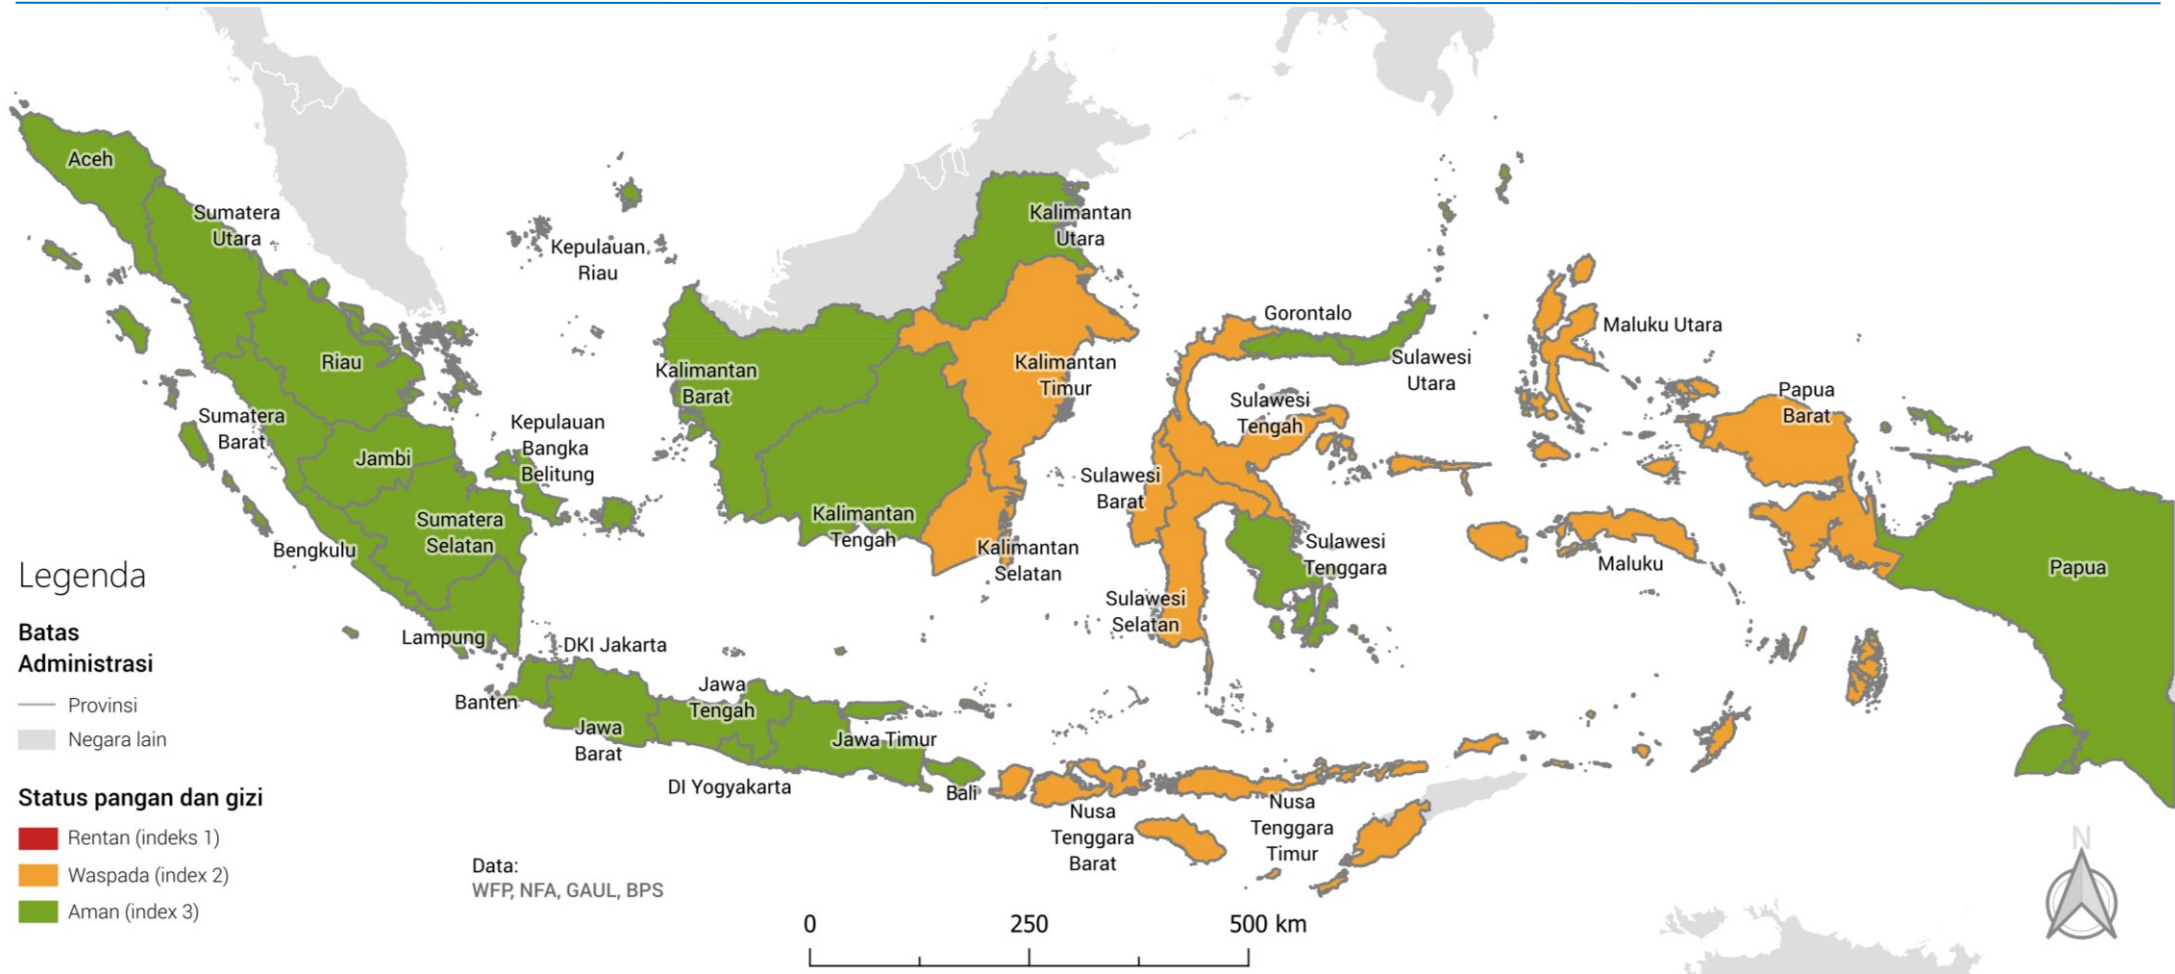 Aceh
Sumatera
Utara
Kepulauan
Riau
Kalimantan
Utara
Riau
Kalimantan
Barat
Kalimantan
Timur
Gorontalo
Sulawesi
Utara
Maluku Utara
Papua
Barat
Sumatera
Barat
Jambi
Kepulauan
Bangka
Belitung
Sulawesi
Tengah
Sulawesi
Barat
Sumatera
Selatan
Bengkulu
Kalimantan
Tengah
Kalimantan
Selatan
Sulawesi
Tenggara
Maluku
Papua
Sulawesi
Selatan
Lampung
DKI Jakarta
Banten
Jawa
Barat
Jawa
Tengah
Jawa Timur
DI Yogyakarta
Bali
Nusa
Tenggara
Barat
Nusa
Tenggara
Timur
Legenda
Batas
Administrasi
Provinsi
Negara lain
Status pangan dan gizi
Rentan (indeks 1)
Waspada (index 2)
Aman (index 3)
Data:
WFP, NFA, GAUL, BPS
0 250 500 km
N